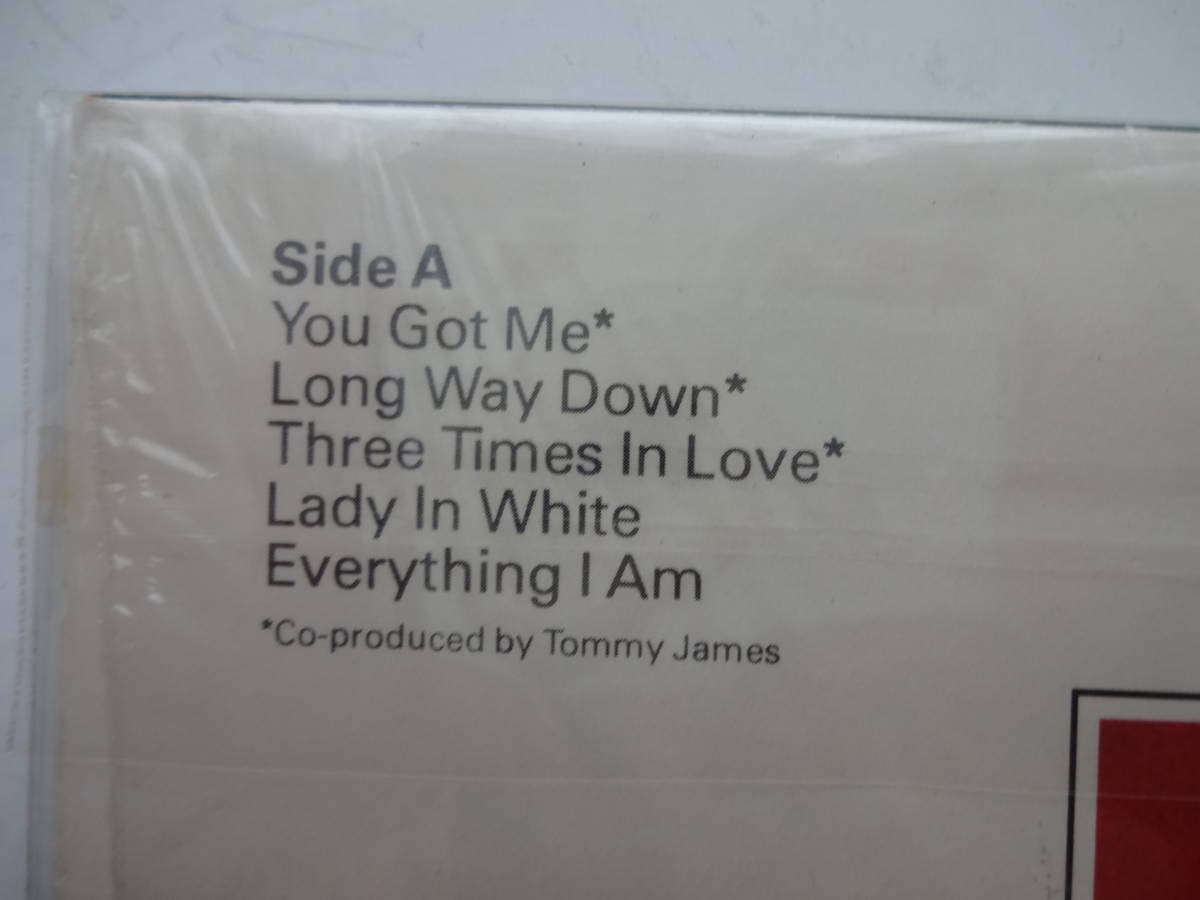 Side A
You Got Me*
Long Way Down*
Three Times In Love*
Lady In White
Everything I Am
*Co-produced by Tommy James